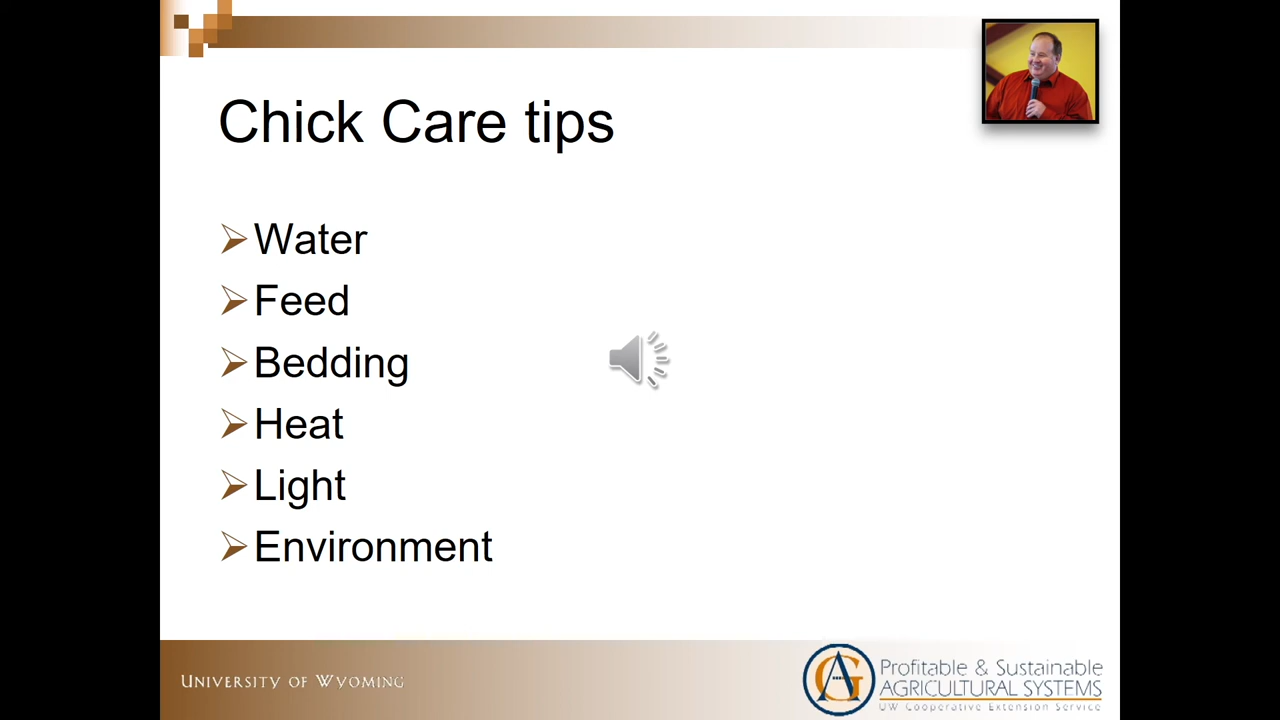 Chick Care tips
Water
Feed
Bedding
Heat
Light
Environment
UNIVERSITY OF WYOMING
AG
Profitable & Sustainable
AGRICULTURAL SYSTEMS
UW Cooperative Extension Service